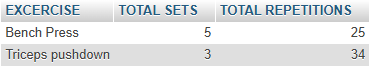 EXCERCISE TOTAL SETS TOTAL REPETITIONS
Bench Press 5 25
Triceps pushdown 3 34